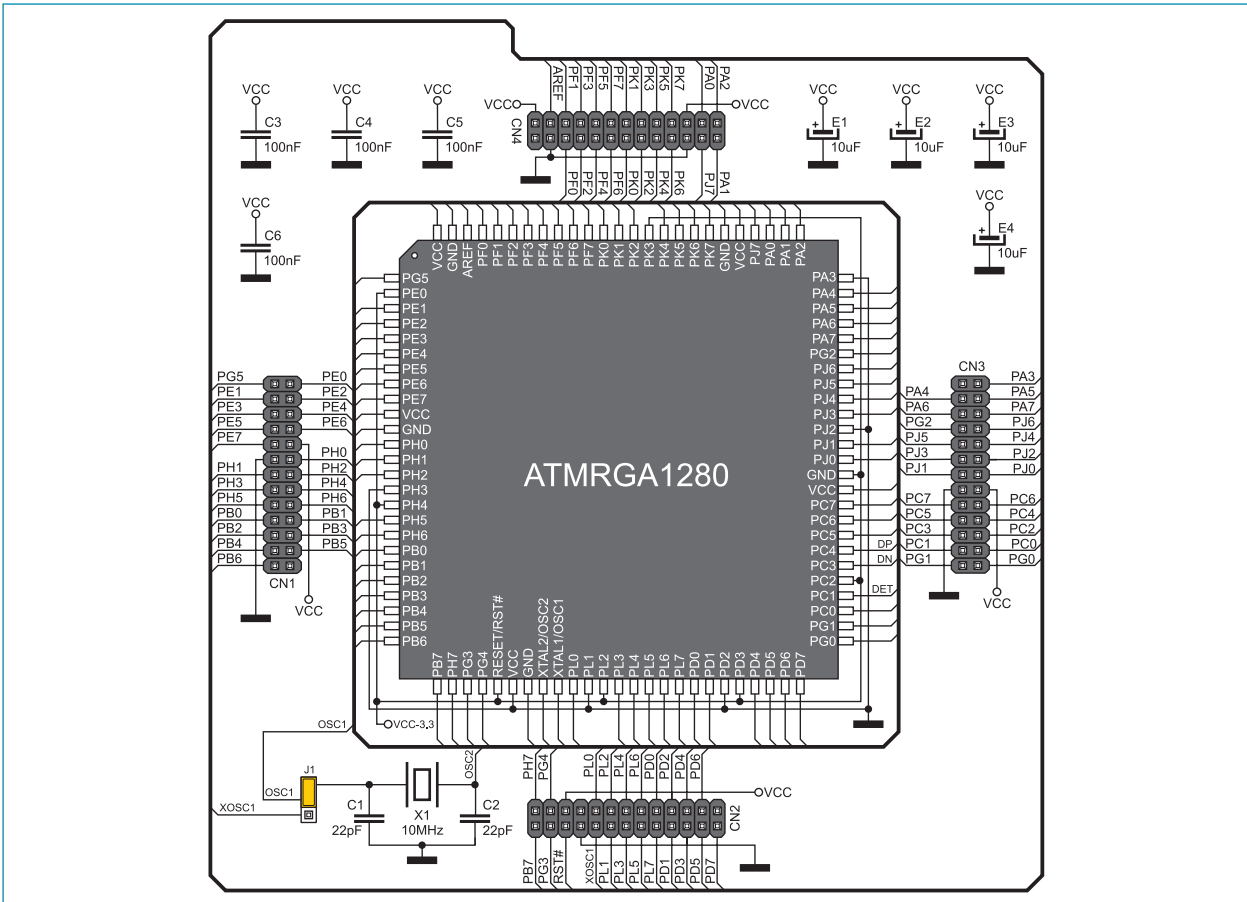 AREF PF1 PF3 PF5 PF7 PK1 PK3 PK5 PK7 PA0 PA2
VCC VCC VCC VCC VCC VCC VCC VCC
C3 C4 C5 CN4 E1 E2 E3
100nF 100nF 100nF 10uF 10uF 10uF
PF0 PF2 PF4 PF6 PK0 PK2 PK4 PK6 PJ7 PA1
VCC VCC
C6 E4
100nF 10uF
VCC GND AREF PF0 PF1 PF2 PF3 PF4 PF5 PF6 PF7 PK0 PK1 PK2 PK3 PK4 PK5 PK6 PK7 GND VCC PJ7 PA0 PA1 PA2
PG5 PA3
PE0 PA4
PE1 PA5
PE2 PA6
PE3 PA7
PE4 PG2
PE5 PJ6
PE6 PJ5
PE7 PJ4
VCC PJ3
GND PJ2
PH0 PJ1
PH1 PJ0
PH2 GND
PH3 VCC
PH4 PC7
PH5 PC6
PH6 PC5
PB0 PC4 DP
PB1 PC3 DN
PB2 PC2
PB3 PC1 DET
PB4 PC0
PB5 PG1
PB6 PG0
ATMRGA1280
PB7 PH7 PG3 PG4 RESET/RST# VCC GND XTAL2/OSC2 XTAL1/OSC1 PL0 PL1 PL2 PL3 PL4 PL5 PL6 PL7 PD0 PD1 PD2 PD3 PD4 PD5 PD6 PD7
PG5 PE0
PE1 PE2
PE3 PE4
PE5 PE6
PE7
PH0
PH1 PH2
PH3 PH4
PH5 PH6
PB0 PB1
PB2 PB3
PB4 PB5
PB6
CN1
VCC
CN3
PA3
PA4 PA5
PA6 PA7
PG2 PJ6
PJ5 PJ4
PJ3 PJ2
PJ1 PJ0
PC7 PC6
PC5 PC4
PC3 PC2
PC1 PC0
PG1 PG0
VCC
VCC-3.3
OSC1
OSC2
J1
OSC1
XOSC1
C1
22pF
X1
10MHz
C2
22pF
PH7 PG4 PL0 PL2 PL4 PL6 PD0 PD2 PD4 PD6
VCC
CN2
PB7 PG3 RST# XOSC1 PL1 PL3 PL5 PL7 PD1 PD3 PD5 PD7